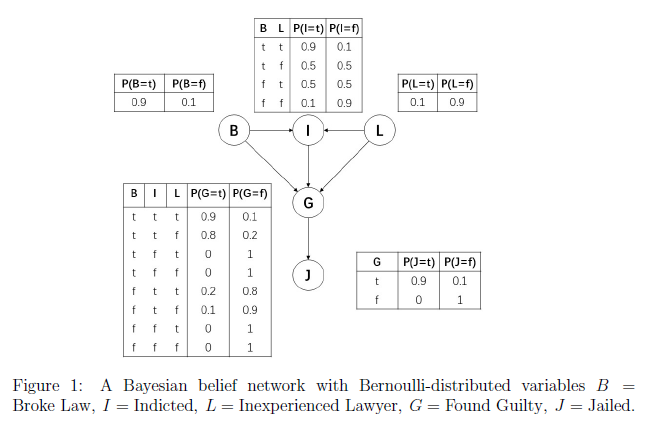 B L P(I=t) P(I=f)
t t 0.9 0.1
t f 0.5 0.5
f t 0.5 0.5
f f 0.1 0.9
P(B=t) P(B=f)
0.9 0.1
P(L=t) P(L=f)
0.1 0.9
B I L
G
J
B I L P(G=t) P(G=f)
t t t 0.9 0.1
t t f 0.8 0.2
t f t 0 1
t f f 0 1
f t t 0.2 0.8
f t f 0.1 0.9
f f t 0 1
f f f 0 1
G P(J=t) P(J=f)
t 0.9 0.1
f 0 1
Figure 1: A Bayesian belief network with Bernoulli-distributed variables B =
Broke Law, I = Indicted, L = Inexperienced Lawyer, G = Found Guilty, J = Jailed.